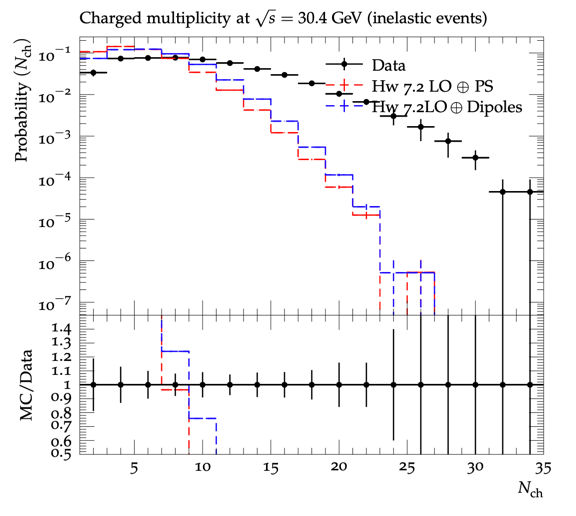 Charged multiplicity at √s = 30.4 GeV (inelastic events)
Probability (N_ch)
10⁻¹
10⁻²
10⁻³
10⁻⁴
10⁻⁵
10⁻⁶
10⁻⁷
Data
Hw 7.2 LO ⊕ PS
Hw 7.2LO ⊕ Dipoles
MC/Data
1.4
1.3
1.2
1.1
1
0.9
0.8
0.7
0.6
0.5
5 10 15 20 25 30 35
N_ch